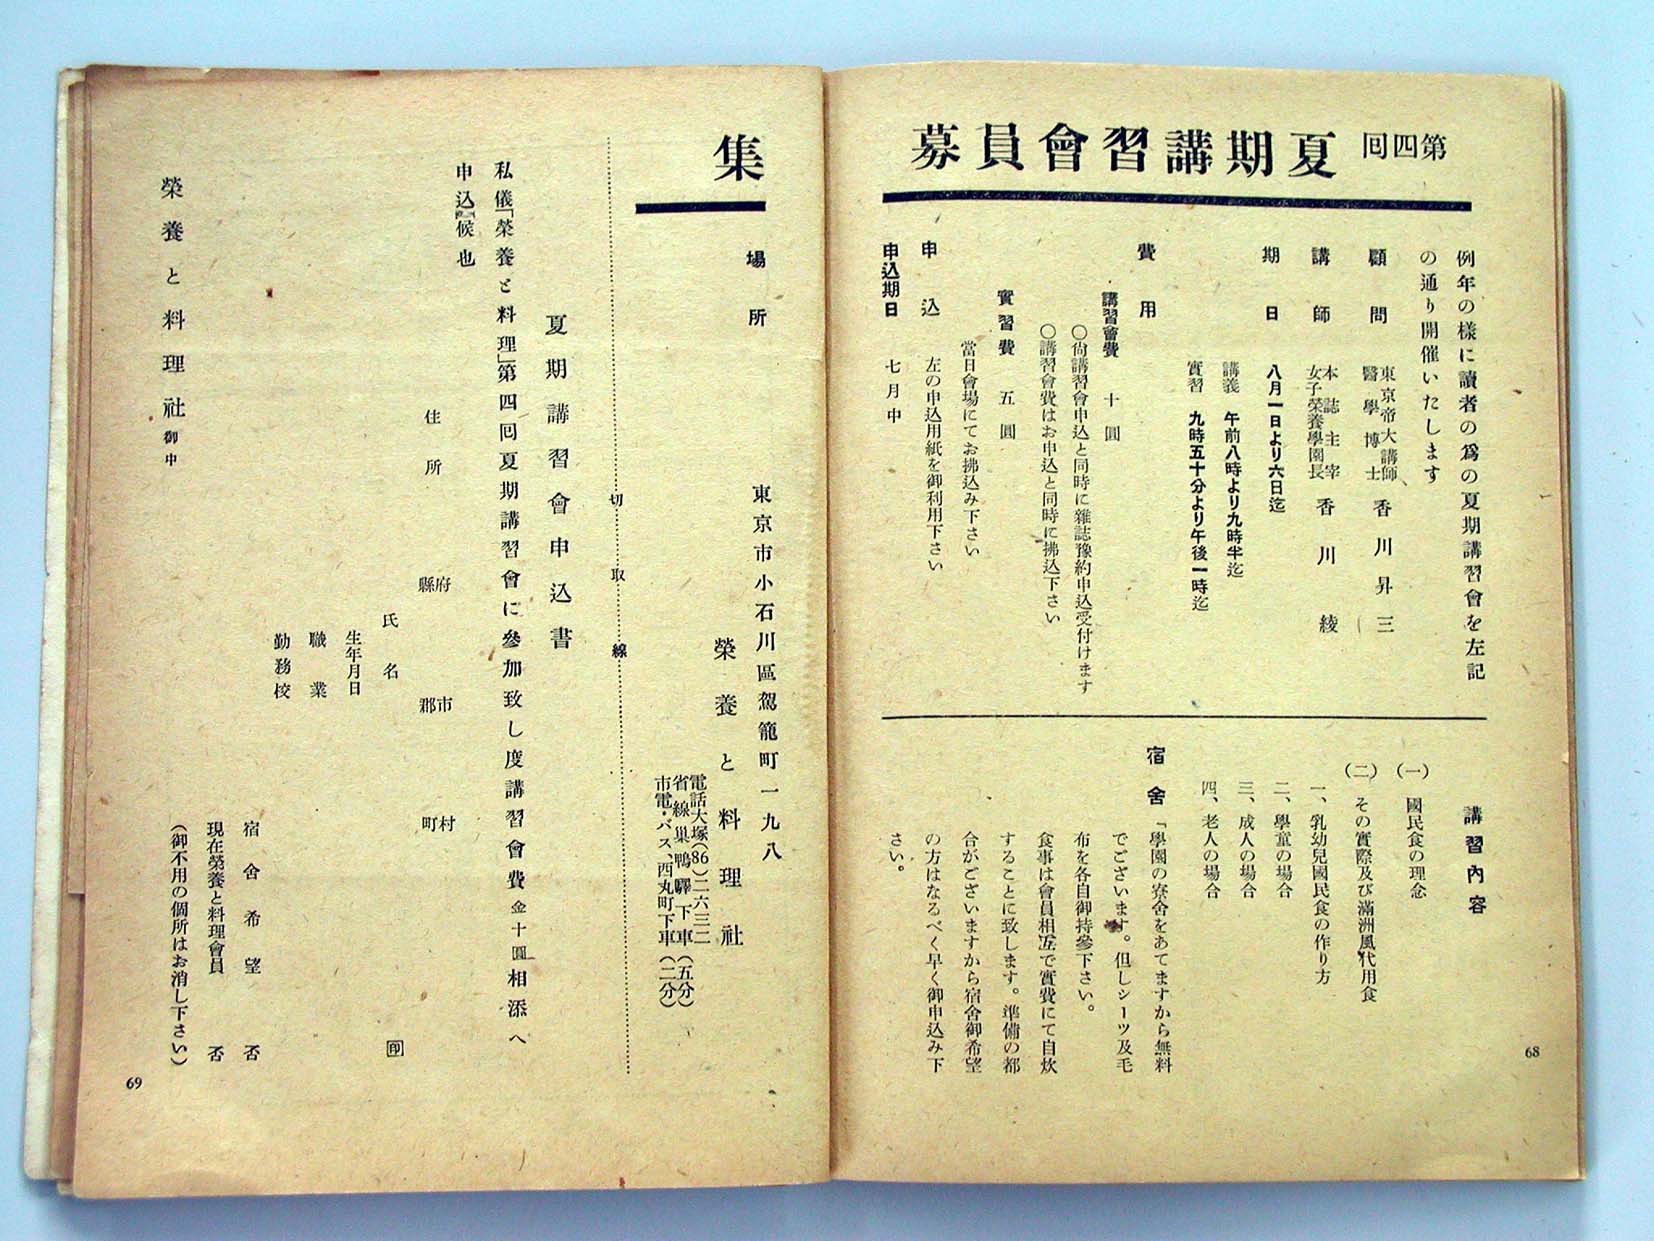 第四囘 夏期講習會員募
例年の樣に讀者の爲の夏期講習會を左記
の通り開催いたします
顧問 東京帝大講師 醫學博士 香川昇三
講師 本誌主宰 女子榮養學園長 香川綾
期日 八月一日より六日迄
講義 午前八時より九時半迄
實習 九時五十分より午後一時迄
費用
講習會費 十圓
〇尙講習會申込と同時に雜誌豫約申込受付けます
〇講習會費はお申込と同時に拂込下さい
實習費 五圓
當日會場にてお拂込み下さい
申込 左の申込用紙を御利用下さい
申込期日 七月中
講習內容
(一) 國民食の理念
(二) その實際及び滿洲風代用食
一、乳幼兒國民食の作り方
二、學童の場合
三、成人の場合
四、老人の場合
宿舍「學園の寮舍をあてますから無料
でございます。但しシーツ及毛
布を各自御持參下さい。
食事は會員相互で實費にて自炊
することに致します。準備の都
合がございますから宿舍御希望
の方はなるべく早く御申込み下
さい。
68
集
場所
東京市小石川區駕籠町一九八
榮養と料理社
電話大塚(86)二六三二
省線巢鴨驛下車(五分)
市電・バス、西丸町下車(二分)
切取線
夏期講習會申込書
私儀「榮養と料理」第四囘夏期講習會に參加致し度講習會費金十圓相添へ
申込候也
住所 府縣 市郡 村町
氏名 印
生年月日
職業
勤務校
宿舍希望 否
現在榮養と料理會員 否
(御不用の個所はお消し下さい)
榮養と料理社御中
69